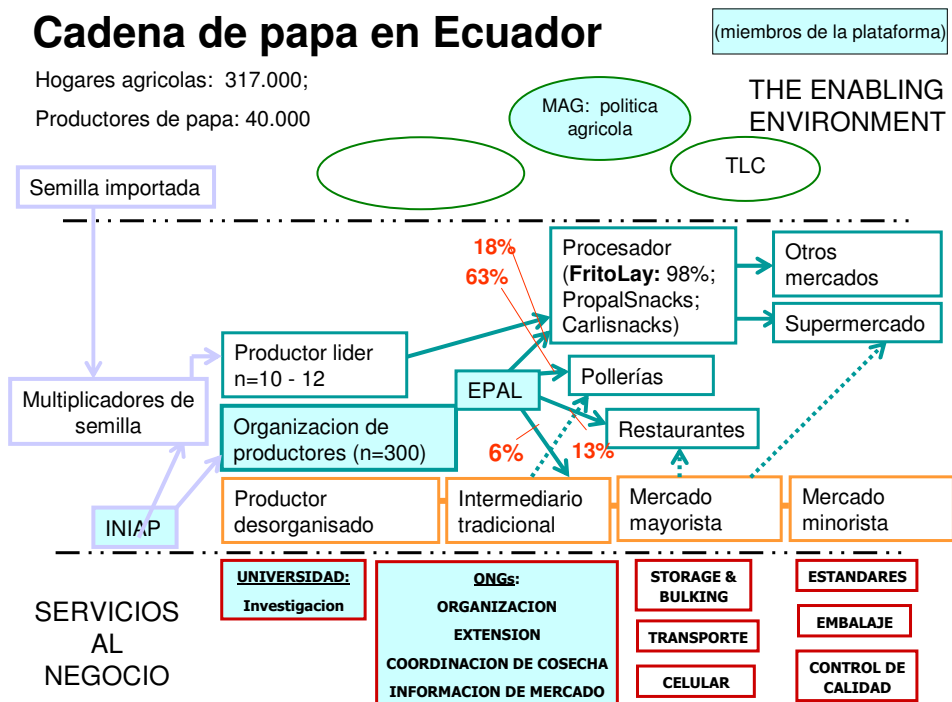 Cadena de papa en Ecuador
(miembros de la plataforma)
Hogares agricolas: 317.000;
Productores de papa: 40.000
THE ENABLING
ENVIRONMENT
MAG: politica
agricola
TLC
Semilla importada
18%
63%
Procesador
(FritoLay: 98%;
PropalSnacks;
Carlisnacks)
Otros
mercados
Supermercado
Productor lider
n=10 - 12
EPAL
Pollerías
Multiplicadores de
semilla
Organizacion de
productores (n=300)
Restaurantes
6%
13%
INIAP
Productor
desorganisado
Intermediario
tradicional
Mercado
mayorista
Mercado
minorista
SERVICIOS
AL
NEGOCIO
UNIVERSIDAD:
Investigacion
ONGs:
ORGANIZACION
EXTENSION
COORDINACION DE COSECHA
INFORMACION DE MERCADO
STORAGE &
BULKING
TRANSPORTE
CELULAR
ESTANDARES
EMBALAJE
CONTROL DE
CALIDAD